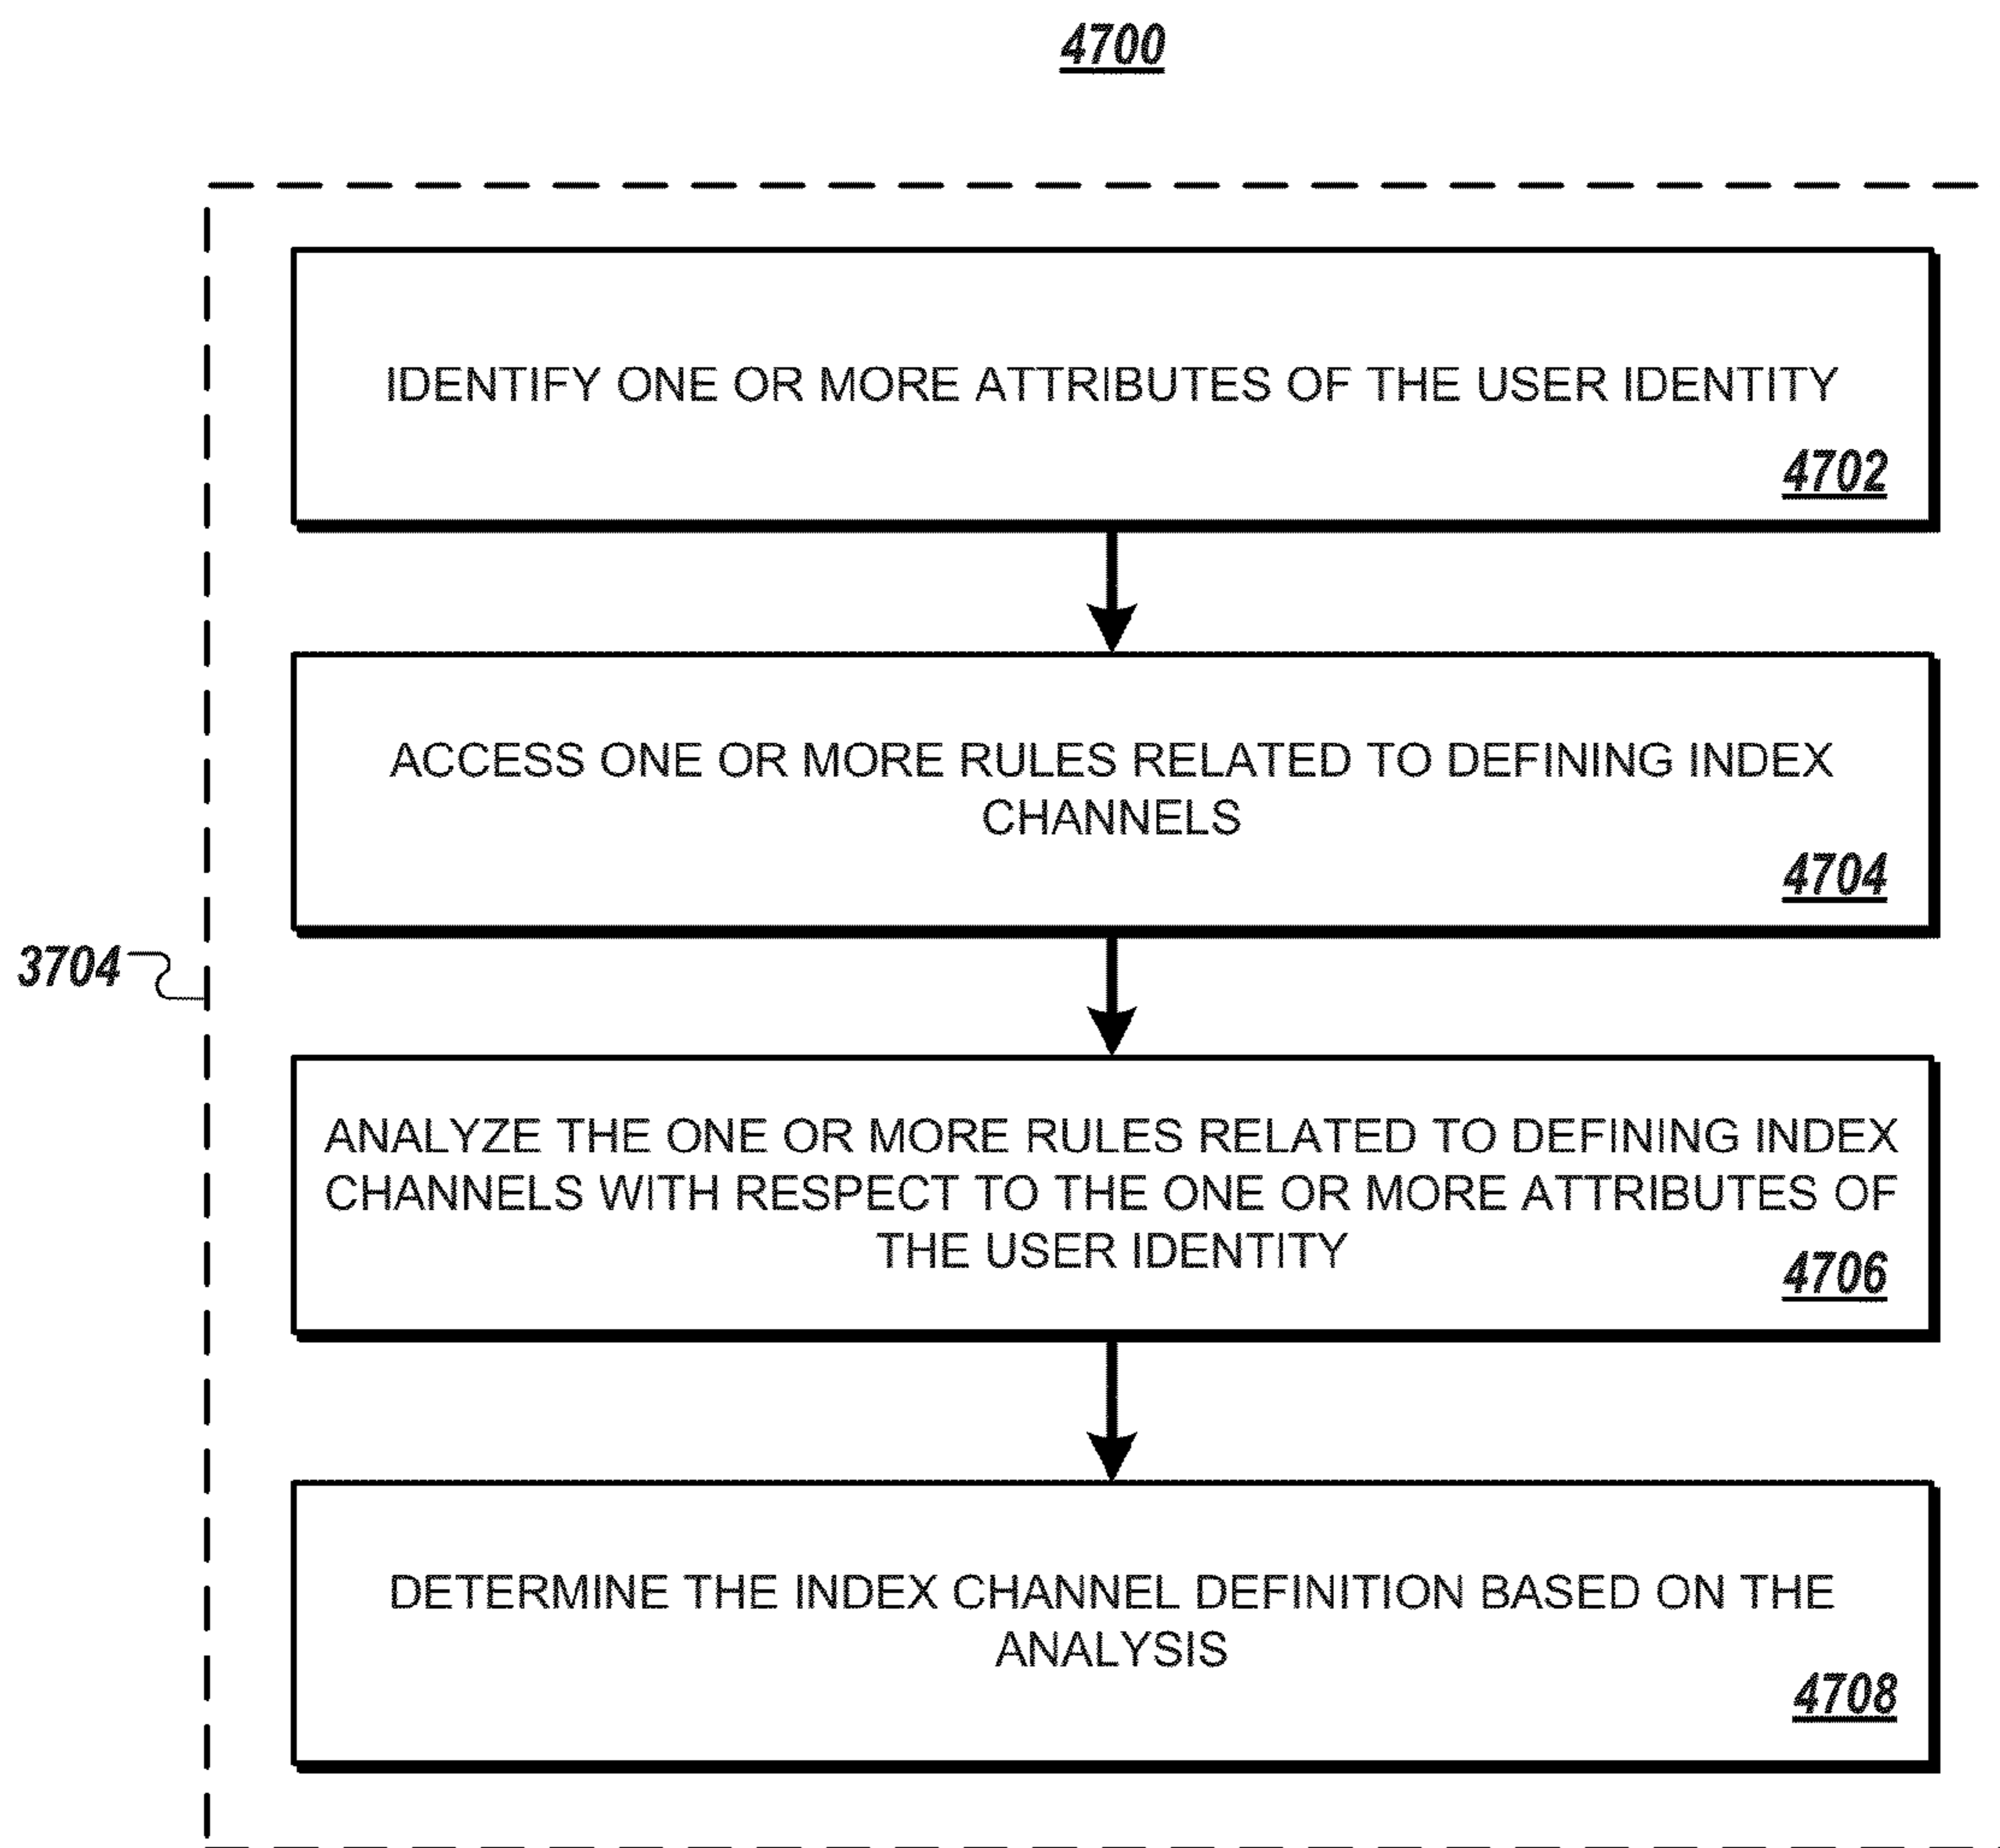 4700
IDENTIFY ONE OR MORE ATTRIBUTES OF THE USER IDENTITY
4702
ACCESS ONE OR MORE RULES RELATED TO DEFINING INDEX
CHANNELS
4704
3704
ANALYZE THE ONE OR MORE RULES RELATED TO DEFINING INDEX
CHANNELS WITH RESPECT TO THE ONE OR MORE ATTRIBUTES OF
THE USER IDENTITY
4706
DETERMINE THE INDEX CHANNEL DEFINITION BASED ON THE
ANALYSIS
4708